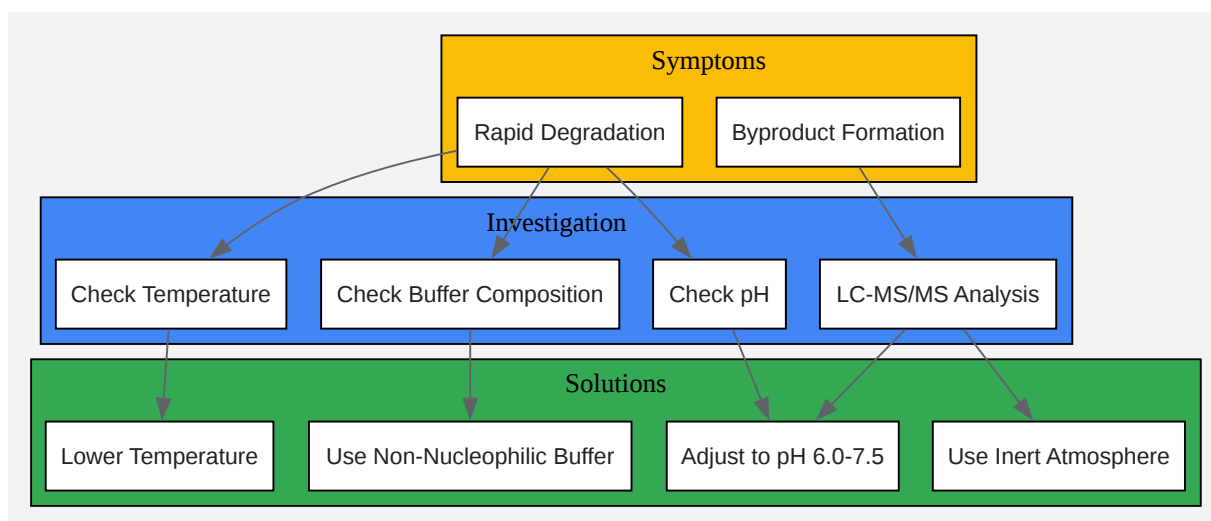 Symptoms
Rapid Degradation
Byproduct Formation
Investigation
Check Temperature
Check Buffer Composition
Check pH
LC-MS/MS Analysis
Solutions
Lower Temperature
Use Non-Nucleophilic Buffer
Adjust to pH 6.0-7.5
Use Inert Atmosphere